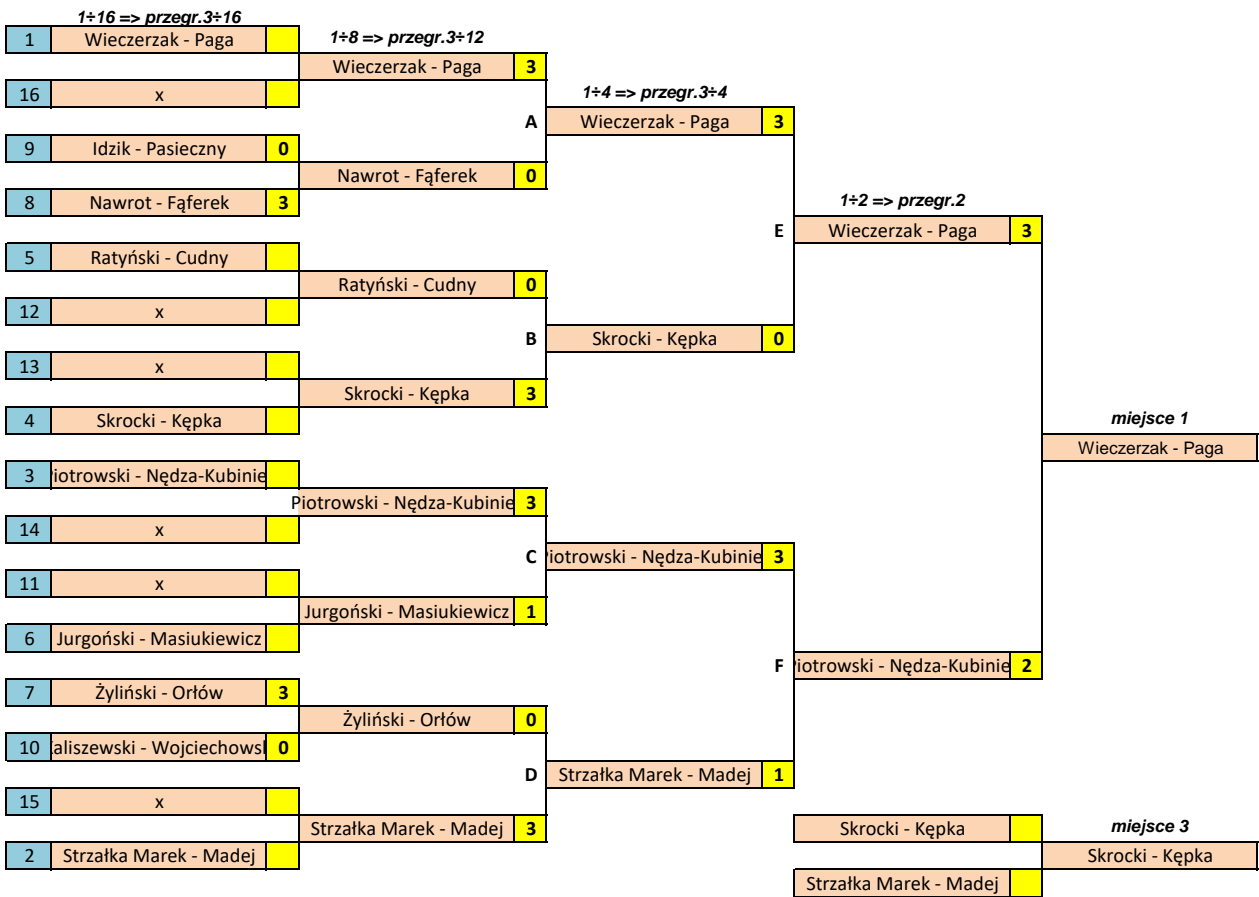 1÷16 => przegr.3÷16
1 Wieczerzak - Paga
1÷8 => przegr.3÷12
Wieczerzak - Paga 3
16 x
1÷4 => przegr.3÷4
A Wieczerzak - Paga 3
9 Idzik - Pasieczny 0
Nawrot - Fąferek 0
8 Nawrot - Fąferek 3
1÷2 => przegr.2
E Wieczerzak - Paga 3
5 Ratyński - Cudny
Ratyński - Cudny 0
12 x
B Skrocki - Kępka 0
13 x
Skrocki - Kępka 3
4 Skrocki - Kępka
miejsce 1
Wieczerzak - Paga
3 iotrowski - Nędza-Kubinie
Piotrowski - Nędza-Kubinie 3
14 x
C iotrowski - Nędza-Kubinie 3
11 x
Jurgoński - Masiukiewicz 1
6 Jurgoński - Masiukiewicz
F iotrowski - Nędza-Kubinie 2
7 Żyliński - Orłów 3
Żyliński - Orłów 0
10 aliszewski - Wojciechows 0
D Strzałka Marek - Madej 1
15 x
Strzałka Marek - Madej 3
Skrocki - Kępka
miejsce 3
2 Strzałka Marek - Madej
Skrocki - Kępka
Strzałka Marek - Madej